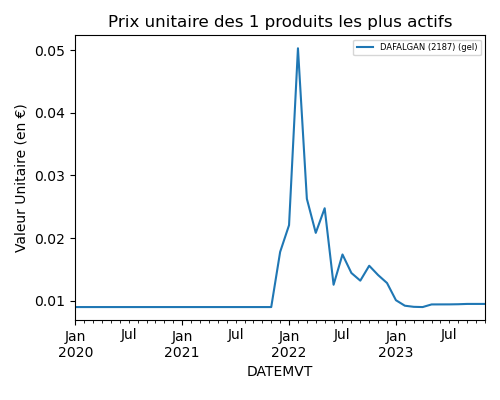 Prix unitaire des 1 produits les plus actifs
DAFALGAN (2187) (gel)
Valeur Unitaire (en €)
0.05
0.04
0.03
0.02
0.01
Jan Jul Jan Jul Jan Jul Jan Jul
2020 2021 2022 2023
DATEMVT